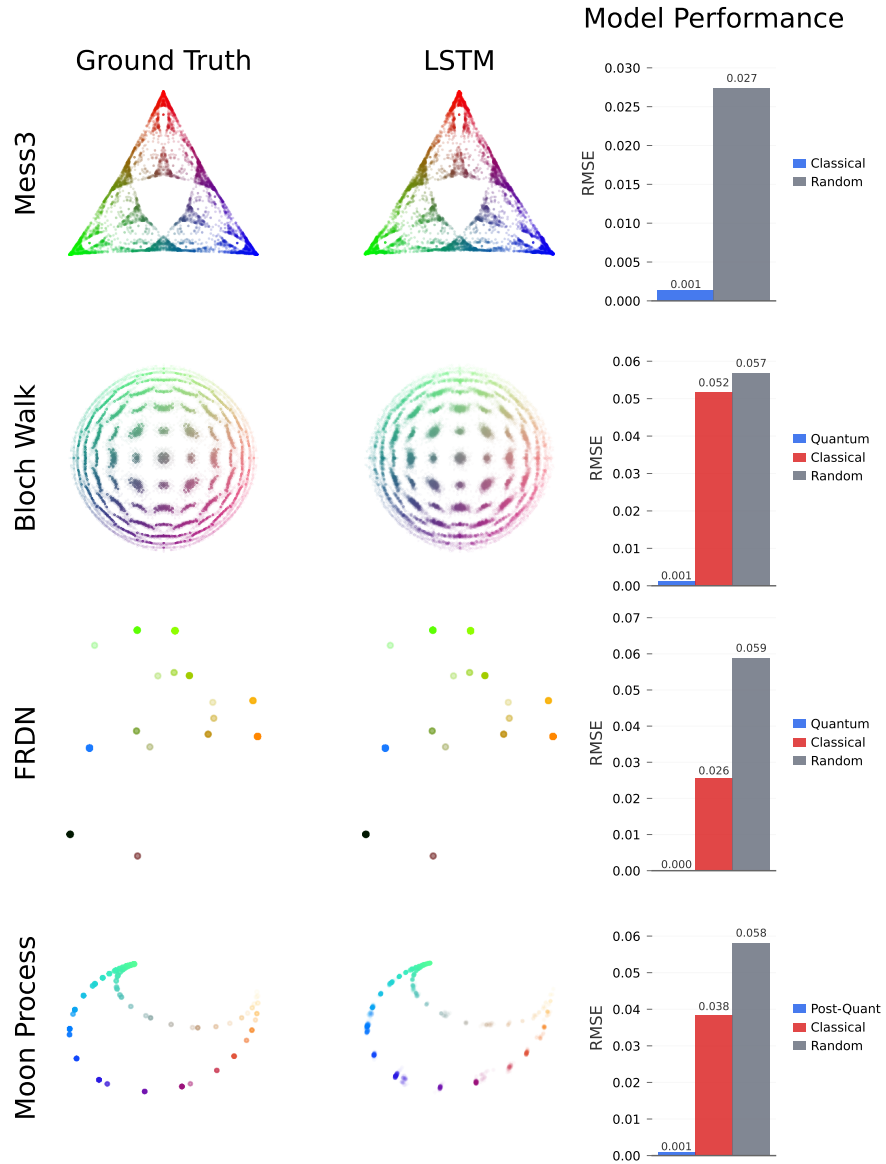 Model Performance
Ground Truth
LSTM
Mess3
RMSE
0.030
0.025
0.020
0.015
0.010
0.005
0.000
0.001
0.027
Classical
Random
Bloch Walk
RMSE
0.06
0.05
0.04
0.03
0.02
0.01
0.00
0.001
0.052
0.057
Quantum
Classical
Random
FRDN
RMSE
0.07
0.06
0.05
0.04
0.03
0.02
0.01
0.00
0.000
0.026
0.059
Quantum
Classical
Random
Moon Process
RMSE
0.06
0.05
0.04
0.03
0.02
0.01
0.00
0.001
0.038
0.058
Post-Quant
Classical
Random